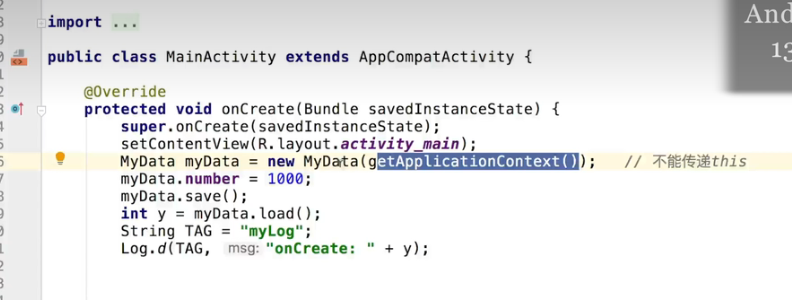 And
13
import ...
public class MainActivity extends AppCompatActivity {
@Override
protected void onCreate(Bundle savedInstanceState) {
super.onCreate(savedInstanceState);
setContentView(R.layout.activity_main);
MyData myData = new MyData(getApplicationContext()); // 不能传递this
myData.number = 1000;
myData.save();
int y = myData.load();
String TAG = "myLog";
Log.d(TAG, msg: "onCreate: " + y);